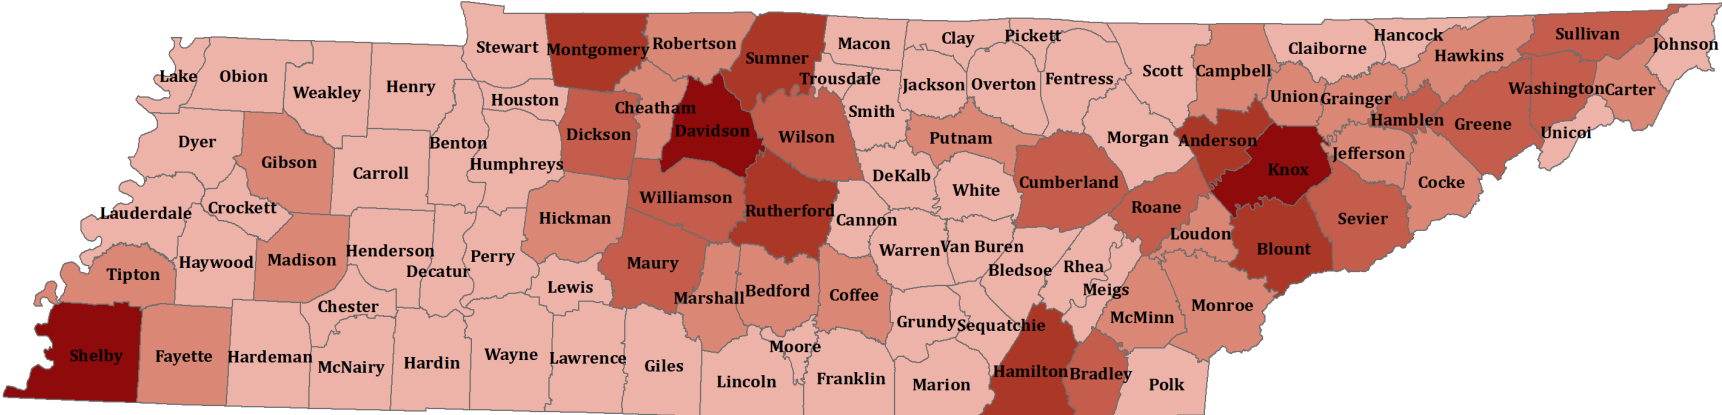 Stewart
Montgomery
Robertson
Sumner
Macon
Clay
Pickett
Scott
Campbell
Claiborne
Hancock
Hawkins
Sullivan
Johnson
Lake
Obion
Weakley
Henry
Houston
Cheatham
Trousdale
Jackson
Overton
Fentress
Union
Grainger
Hamblen
Greene
Washington
Carter
Unicoi
Dyer
Gibson
Carroll
Benton
Humphreys
Dickson
Davidson
Wilson
Smith
Putnam
Morgan
Anderson
Knox
Jefferson
Cocke
Lauderdale
Crockett
Hickman
Williamson
Rutherford
DeKalb
White
Cumberland
Roane
Loudon
Blount
Sevier
Tipton
Haywood
Madison
Henderson
Decatur
Perry
Lewis
Maury
Marshall
Bedford
Cannon
Coffee
Warren
Van Buren
Bledsoe
Rhea
Meigs
McMinn
Monroe
Shelby
Fayette
Hardeman
Chester
McNairy
Hardin
Wayne
Lawrence
Giles
Lincoln
Moore
Franklin
Grundy
Sequatchie
Marion
Hamilton
Bradley
Polk